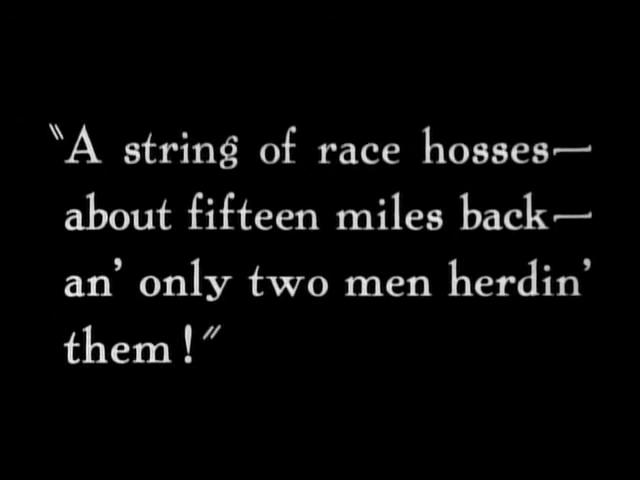 "A string of race hosses—
about fifteen miles back—
an' only two men herdin'
them!"